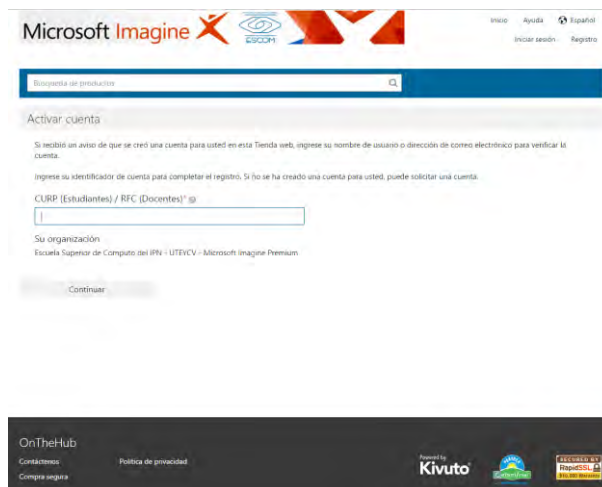 Microsoft Imagine
ESCOM
Inicio Ayuda Español
Iniciar sesión Registro
Búsqueda de productos
Activar cuenta
Si recibió un aviso de que se creó una cuenta para usted en esta Tienda web, ingrese su nombre de usuario o dirección de correo electrónico para verificar la
cuenta.
Ingrese su identificador de cuenta para completar el registro. Si no se ha creado una cuenta para usted, puede solicitar una cuenta.
CURP (Estudiantes) / RFC (Docentes)*
Su organización
Escuela Superior de Computo del IPN - UTEYCV - Microsoft Imagine Premium
Continuar
OnTheHub
Contáctenos Política de privacidad
Compra segura
Powered by
Kivuto
SECURED BY
RapidSSL